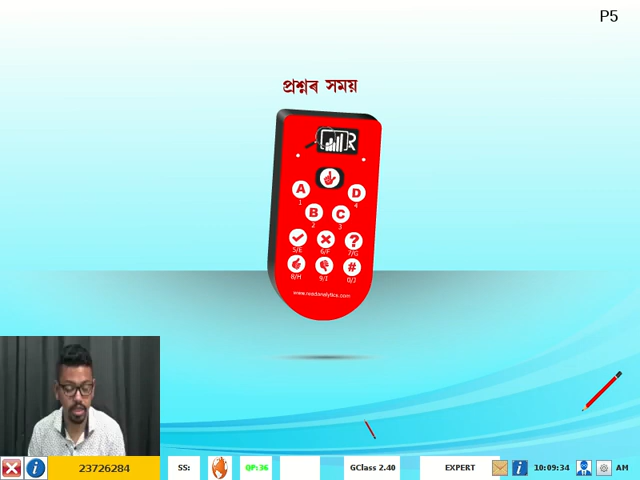 P5
প্ৰশ্নৰ সময়
R
A D
1 4
B C
2 3
?
5/E 6/F 7/G
#
8/H 9/I 0/J
www.readanalytics.com
23726284 SS: QP:36 GClass 2.40 EXPERT 10:09:34 AM